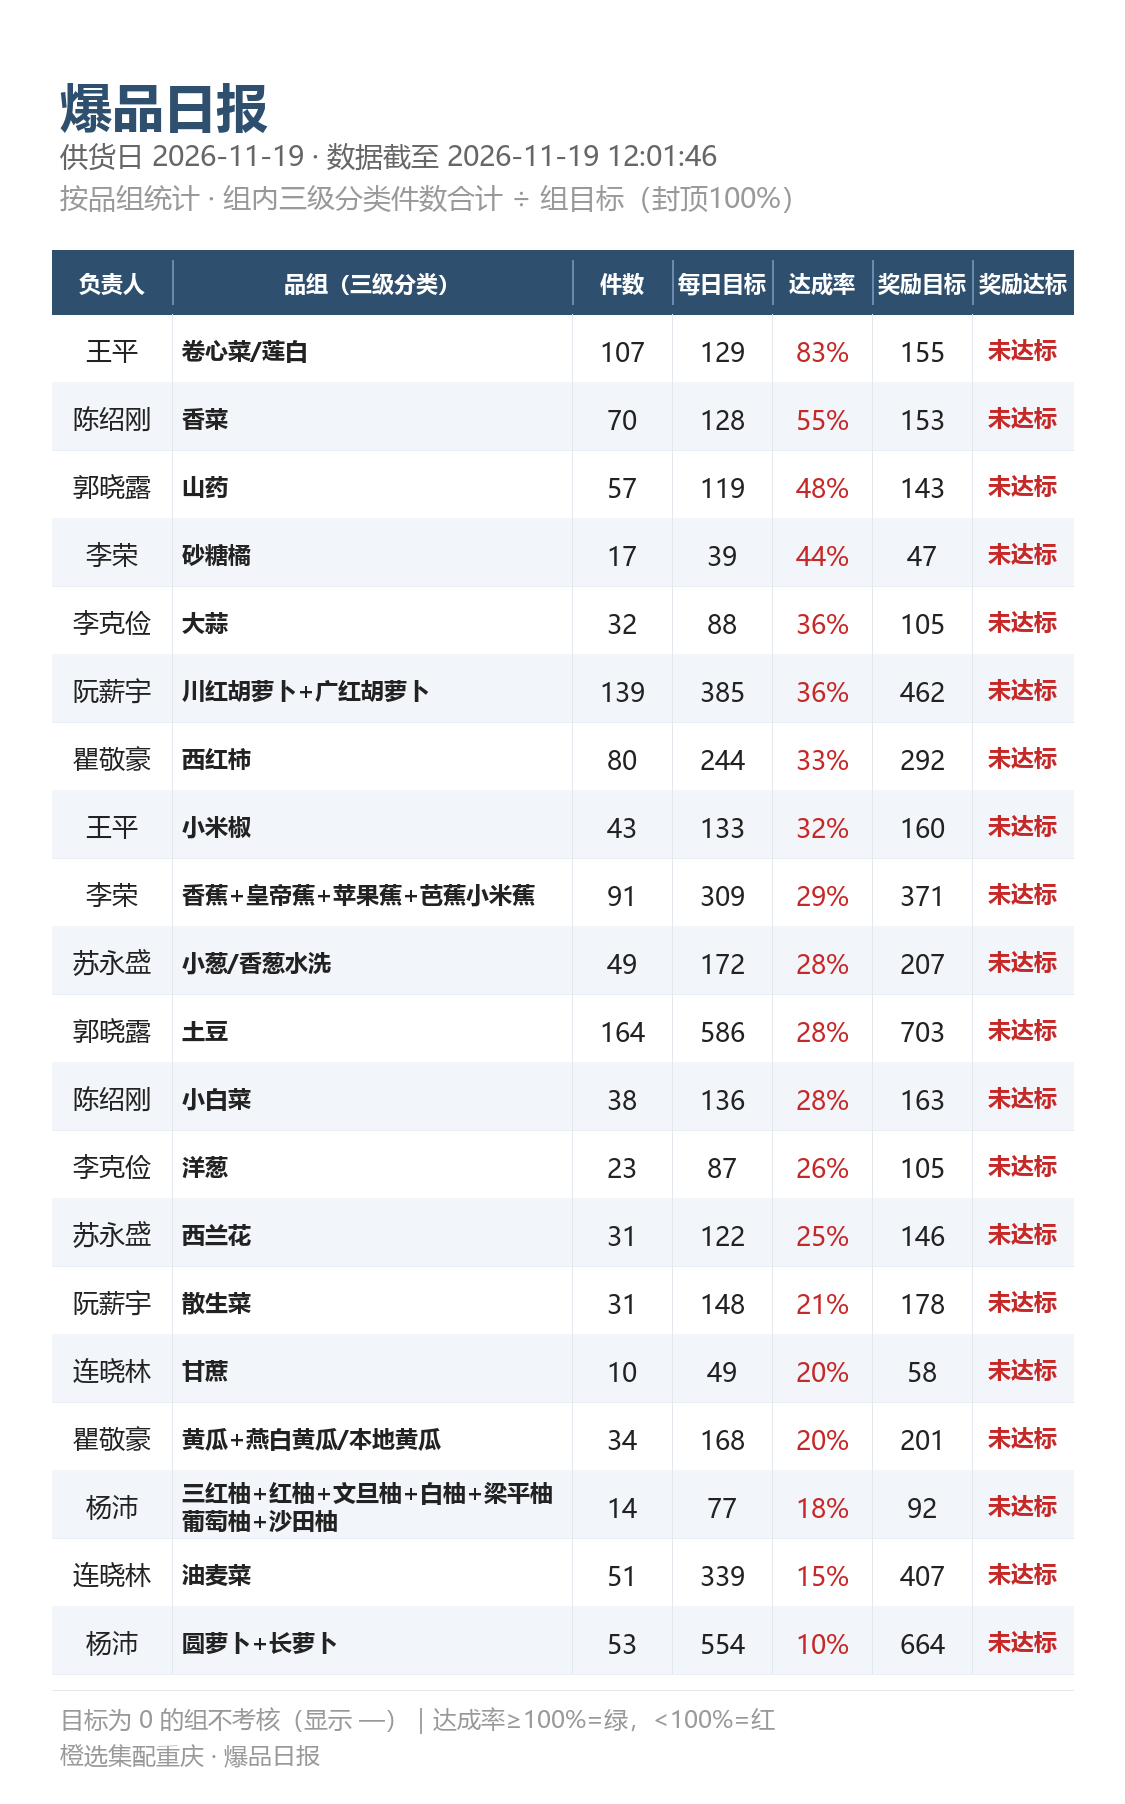 爆品日报
供货日 2026-11-19 · 数据截至 2026-11-19 12:01:46
按品组统计 · 组内三级分类件数合计 ÷ 组目标（封顶100%）
负责人 品组（三级分类） 件数 每日目标 达成率 奖励目标 奖励达标
王平 卷心菜/莲白 107 129 83% 155 未达标
陈绍刚 香菜 70 128 55% 153 未达标
郭晓露 山药 57 119 48% 143 未达标
李荣 砂糖橘 17 39 44% 47 未达标
李克俭 大蒜 32 88 36% 105 未达标
阮薪宇 川红胡萝卜+广红胡萝卜 139 385 36% 462 未达标
瞿敬豪 西红柿 80 244 33% 292 未达标
王平 小米椒 43 133 32% 160 未达标
李荣 香蕉+皇帝蕉+苹果蕉+芭蕉小米蕉 91 309 29% 371 未达标
苏永盛 小葱/香葱水洗 49 172 28% 207 未达标
郭晓露 土豆 164 586 28% 703 未达标
陈绍刚 小白菜 38 136 28% 163 未达标
李克俭 洋葱 23 87 26% 105 未达标
苏永盛 西兰花 31 122 25% 146 未达标
阮薪宇 散生菜 31 148 21% 178 未达标
连晓林 甘蔗 10 49 20% 58 未达标
瞿敬豪 黄瓜+燕白黄瓜/本地黄瓜 34 168 20% 201 未达标
杨沛 三红柚+红柚+文旦柚+白柚+梁平柚
葡萄柚+沙田柚 14 77 18% 92 未达标
连晓林 油麦菜 51 339 15% 407 未达标
杨沛 圆萝卜+长萝卜 53 554 10% 664 未达标
目标为 0 的组不考核（显示 —）｜达成率≥100%=绿，<100%=红
橙选集配重庆 · 爆品日报